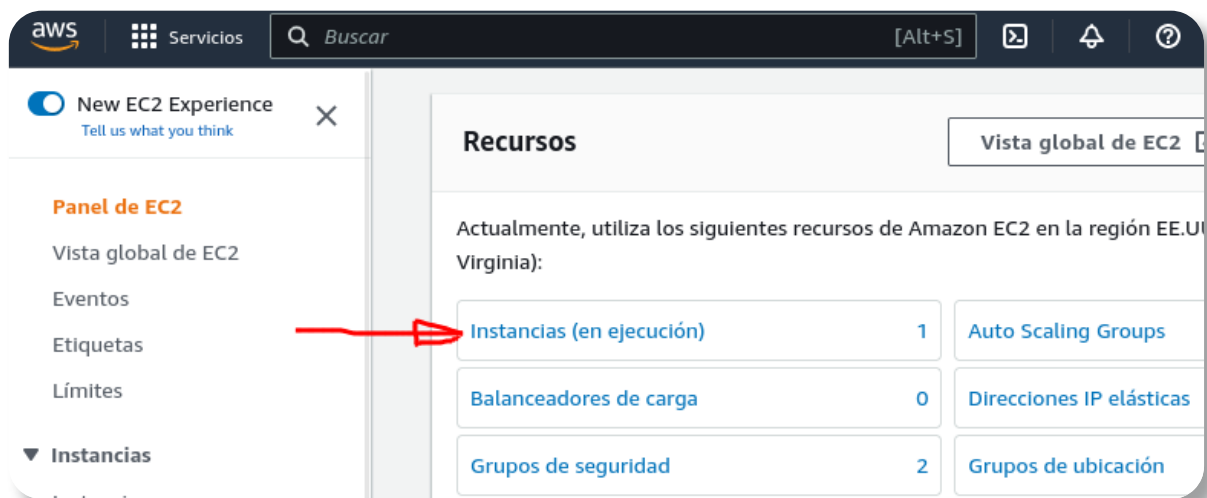 aws
Servicios
Buscar
[Alt+S]
New EC2 Experience
Tell us what you think
Panel de EC2
Vista global de EC2
Eventos
Etiquetas
Límites
Instancias
Recursos
Vista global de EC2
Actualmente, utiliza los siguientes recursos de Amazon EC2 en la región
Virginia):
Instancias (en ejecución) 1
Auto Scaling Groups
Balanceadores de carga 0
Direcciones IP elásticas
Grupos de seguridad 2
Grupos de ubicación